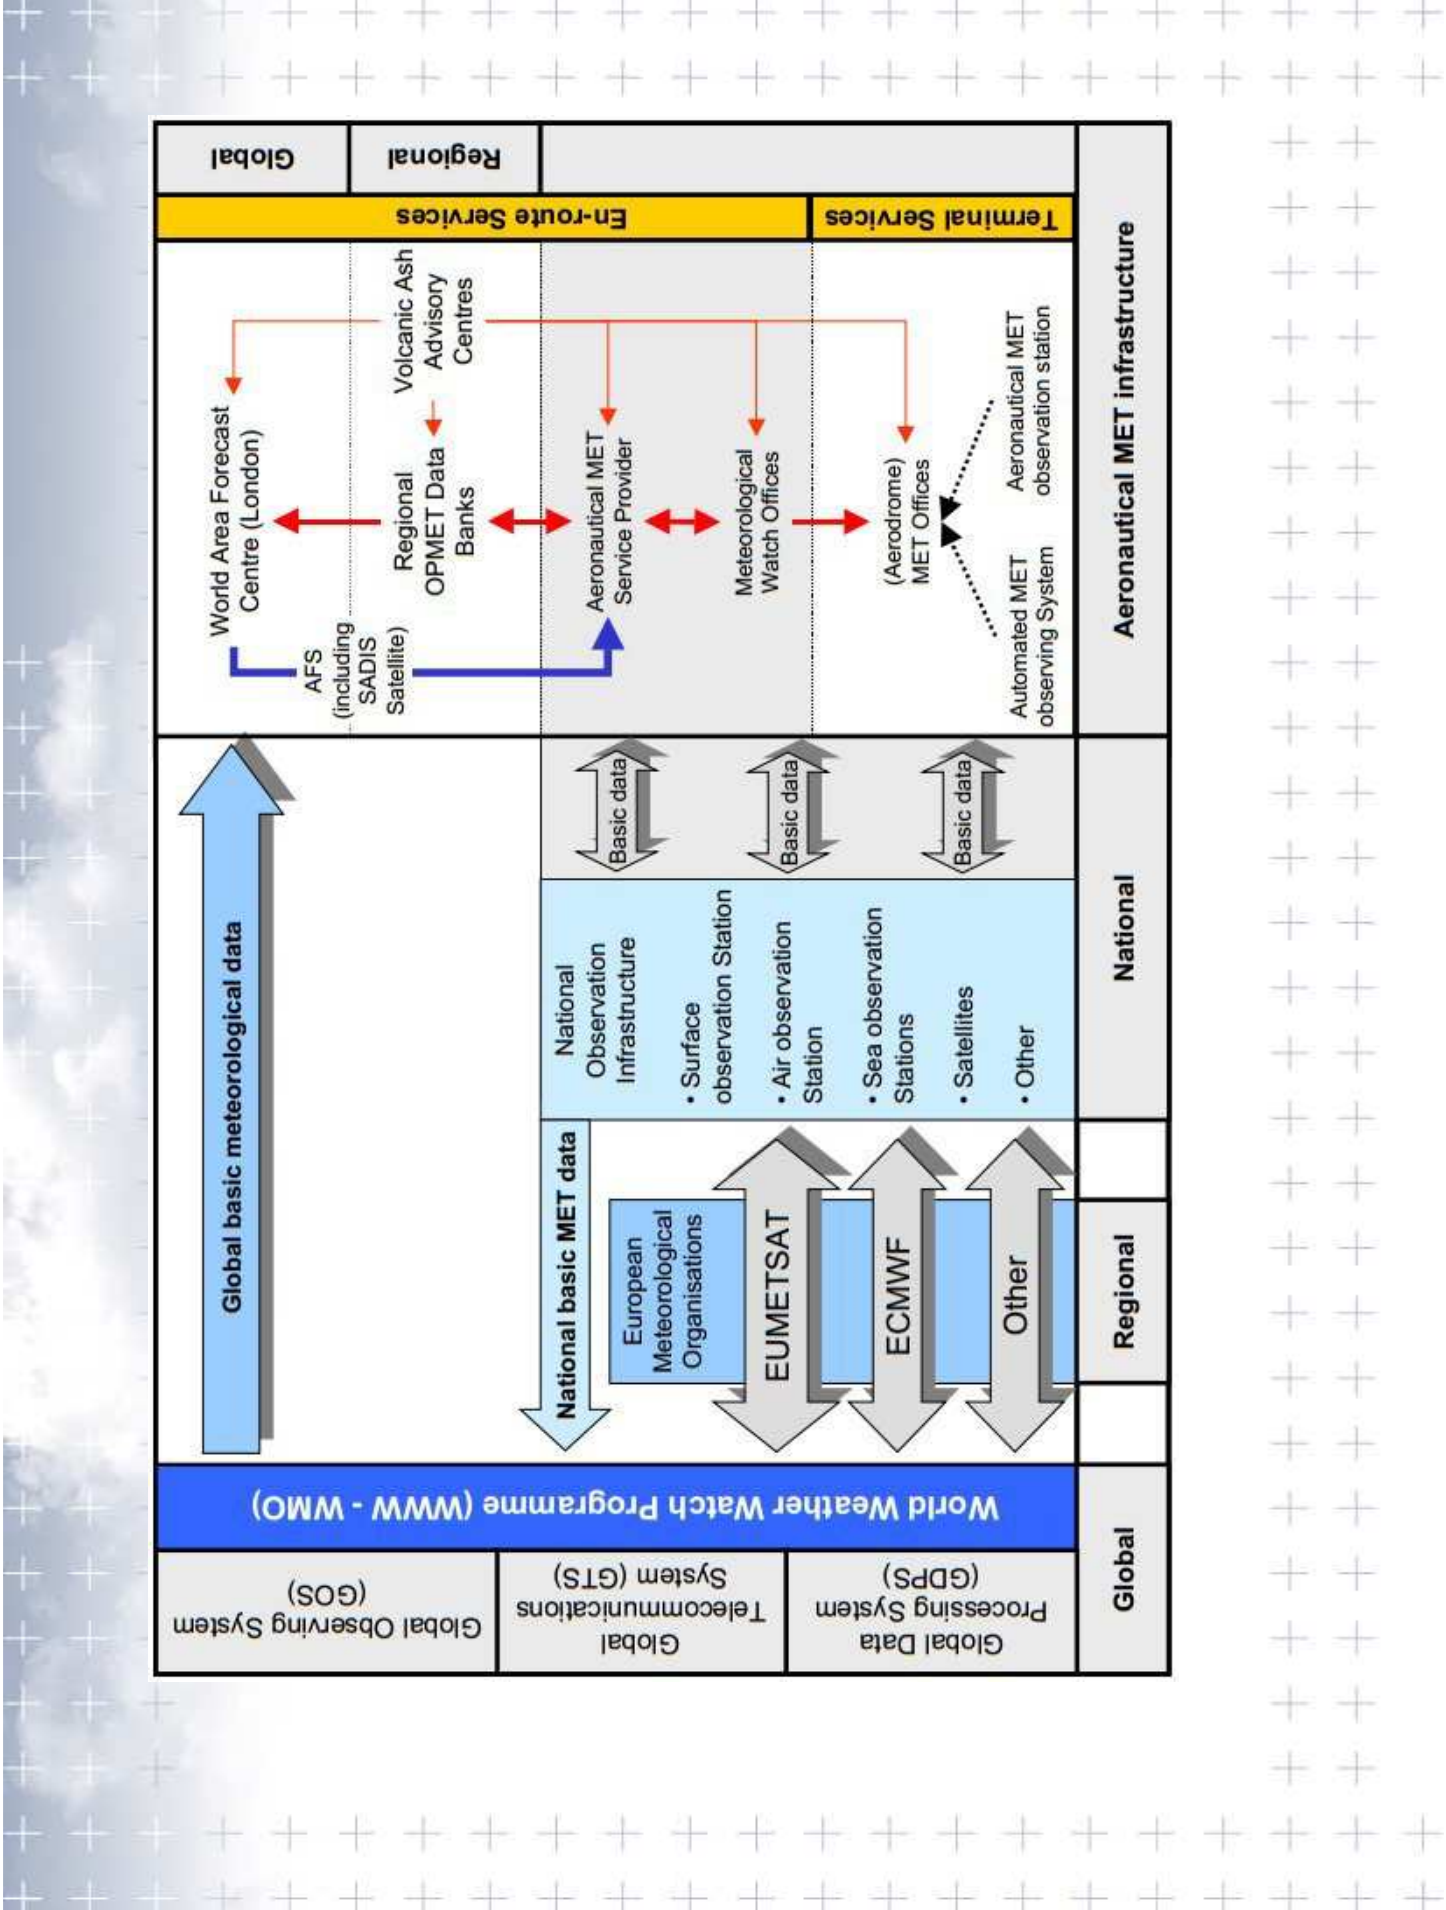 Global Observing System
(GOS)
Global
Telecommunications
System (GTS)
Global Data
Processing System
(GDPS)
World Weather Watch Programme (WWW - WMO)
Global basic meteorological data
National basic MET data
European
Meteorological
Organisations
EUMETSAT
ECMWF
Other
National
Observation
Infrastructure
• Surface
observation Station
• Air observation
Station
• Sea observation
Stations
• Satellites
• Other
Basic data
Basic data
Basic data
World Area Forecast
Centre (London)
AFS
(including
SADIS
Satellite)
Regional
OPMET Data
Banks
Volcanic Ash
Advisory
Centres
Aeronautical MET
Service Provider
Meteorological
Watch Offices
(Aerodrome)
MET Offices
Automated MET
observing System
Aeronautical MET
observation station
En-route Services
Terminal Services
Global
Regional
Global
Regional
National
Aeronautical MET infrastructure